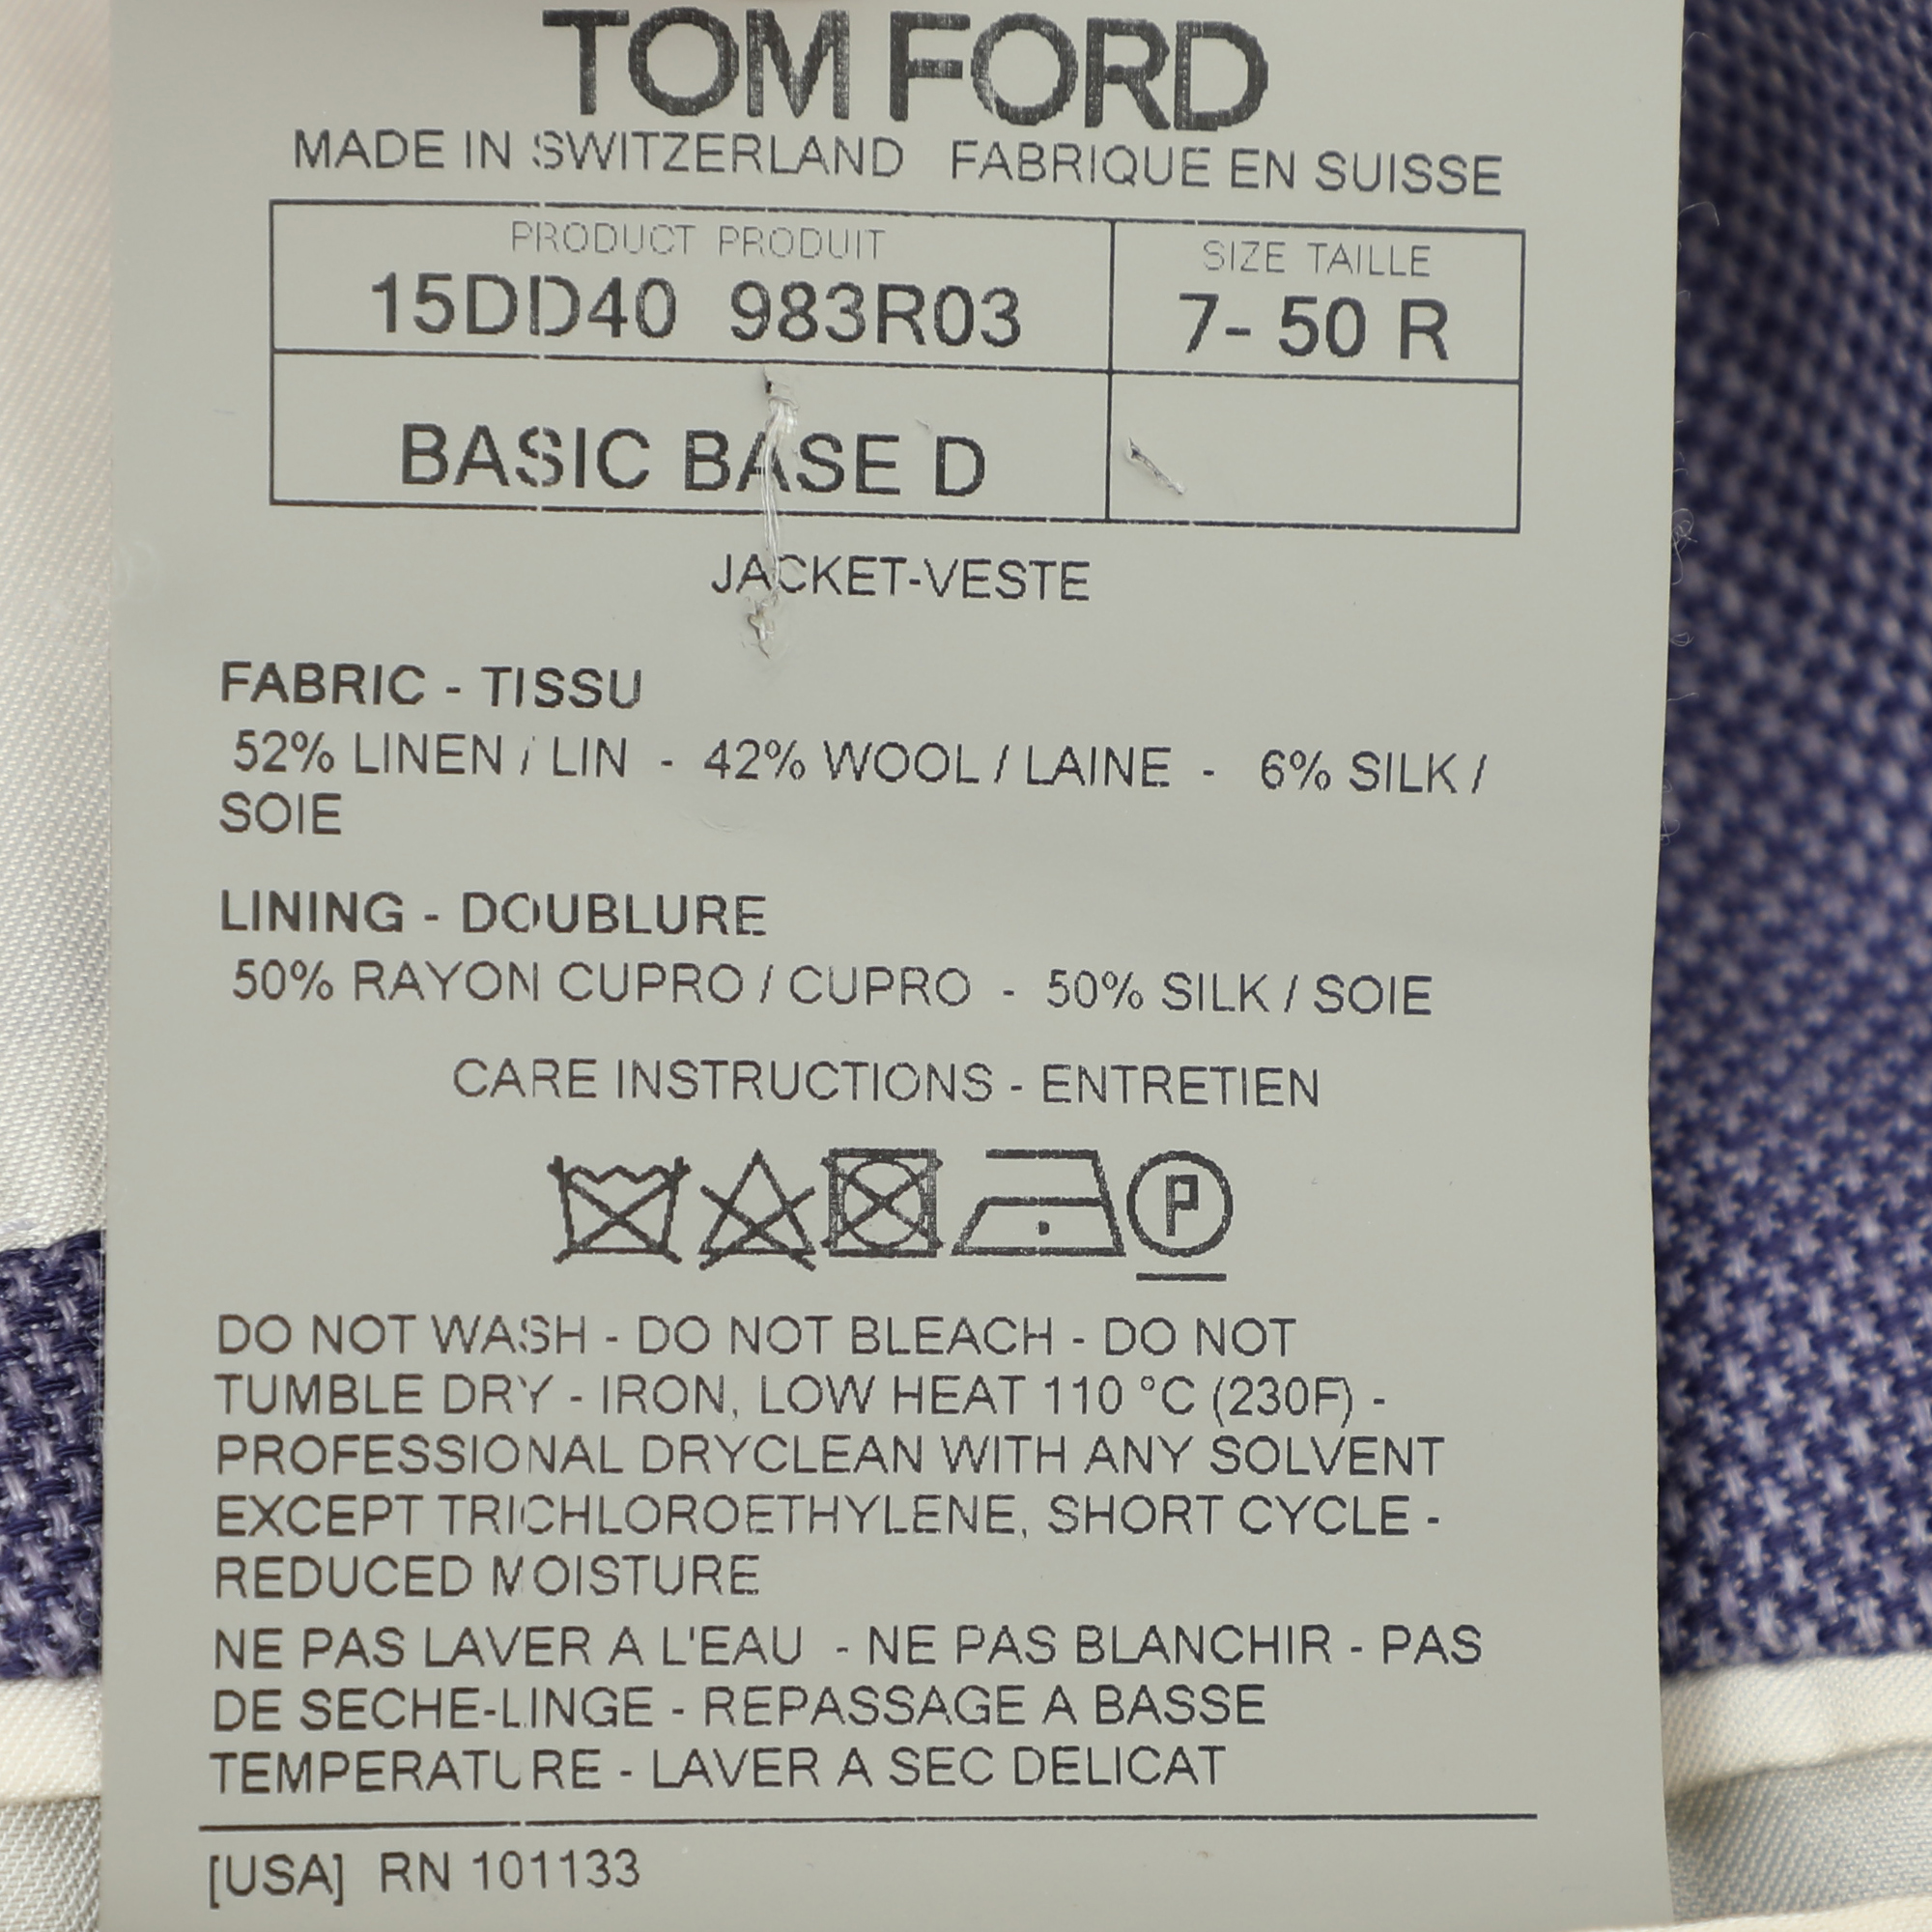 TOM FORD
MADE IN SWITZERLAND FABRIQUE EN SUISSE
PRODUCT PRODUIT
SIZE TAILLE
15DD40 983R03
7- 50 R
BASIC BASE D
JACKET-VESTE
FABRIC - TISSU
52% LINEN / LIN - 42% WOOL / LAINE - 6% SILK /
SOIE
LINING - DOUBLURE
50% RAYON CUPRO / CUPRO - 50% SILK / SOIE
CARE INSTRUCTIONS - ENTRETIEN
P
DO NOT WASH - DO NOT BLEACH - DO NOT
TUMBLE DRY - IRON, LOW HEAT 110 °C (230F) -
PROFESSIONAL DRYCLEAN WITH ANY SOLVENT
EXCEPT TRICHLOROETHYLENE, SHORT CYCLE -
REDUCED MOISTURE
NE PAS LAVER A L'EAU - NE PAS BLANCHIR - PAS
DE SECHE-LINGE - REPASSAGE A BASSE
TEMPERATURE - LAVER A SEC DELICAT
[USA] RN 101133